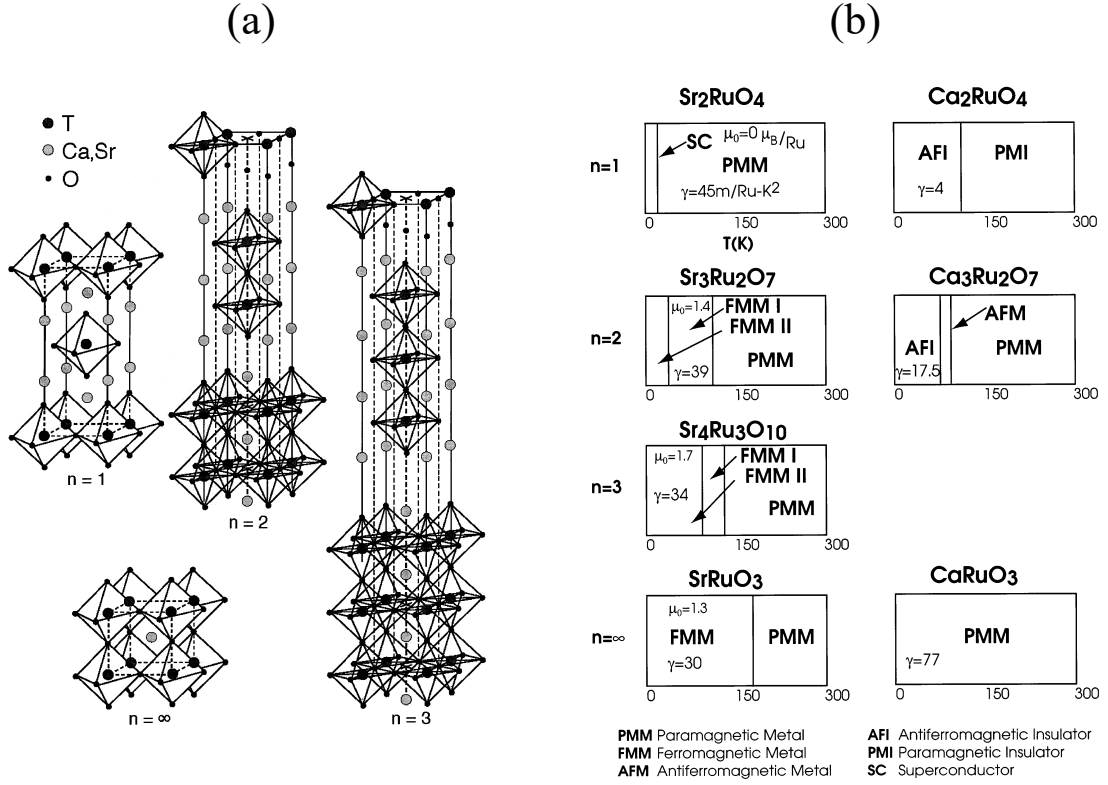 (a)
(b)
T
Ca,Sr
O
n = 1
n = 2
n = 3
n = ∞
Sr2RuO4
Ca2RuO4
n=1
SC
μ0=0 μB/Ru
PMM
γ=45m/Ru-K2
0
150
300
T(K)
AFI
PMI
γ=4
0
150
300
Sr3Ru2O7
Ca3Ru2O7
n=2
μ0=1.4
FMM I
FMM II
PMM
γ=39
0
150
300
AFM
AFI
PMM
γ=17.5
0
150
300
Sr4Ru3O10
n=3
μ0=1.7
FMM I
FMM II
γ=34
PMM
0
150
300
SrRuO3
CaRuO3
n=∞
μ0=1.3
FMM
PMM
γ=30
0
150
300
PMM
γ=77
0
150
300
PMM Paramagnetic Metal
FMM Ferromagnetic Metal
AFM Antiferromagnetic Metal
AFI Antiferromagnetic Insulator
PMI Paramagnetic Insulator
SC Superconductor